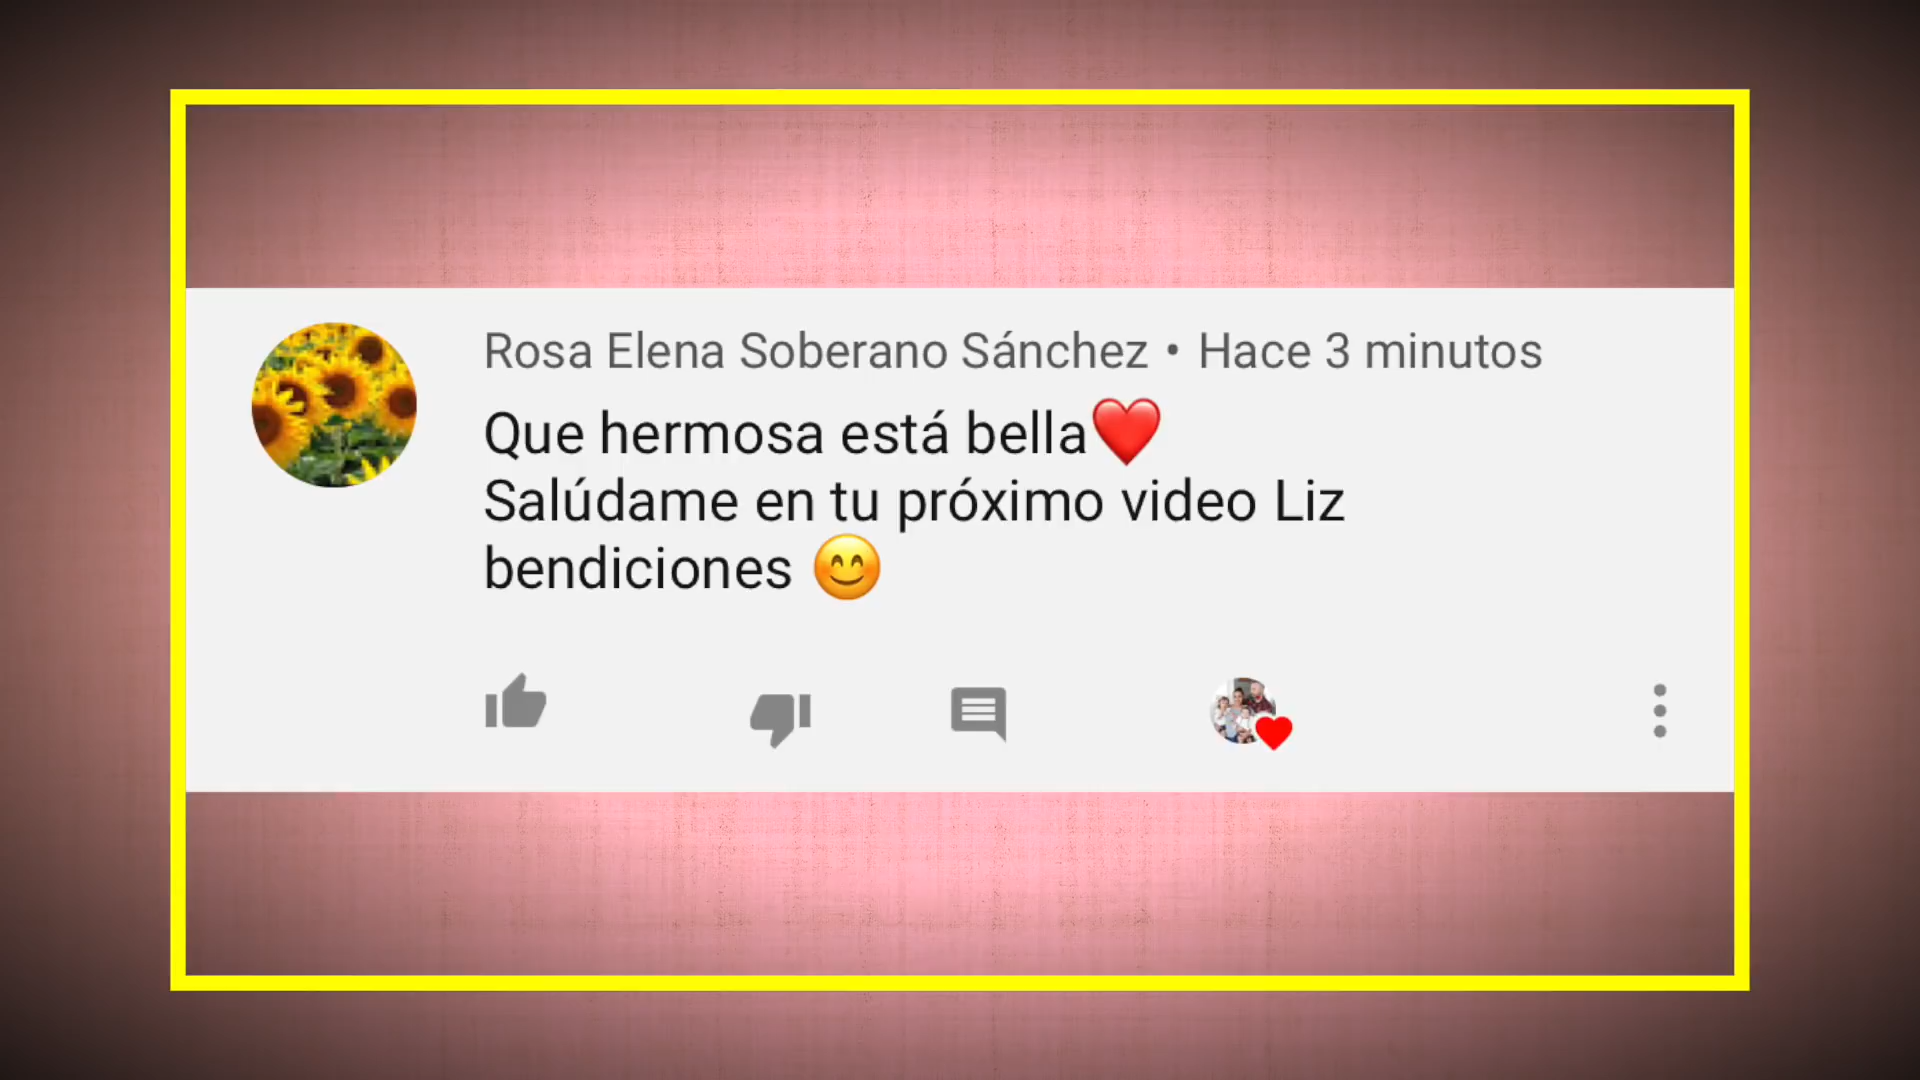 Rosa Elena Soberano Sánchez • Hace 3 minutos
Que hermosa está bella❤️
Salúdame en tu próximo video Liz
bendiciones 😊